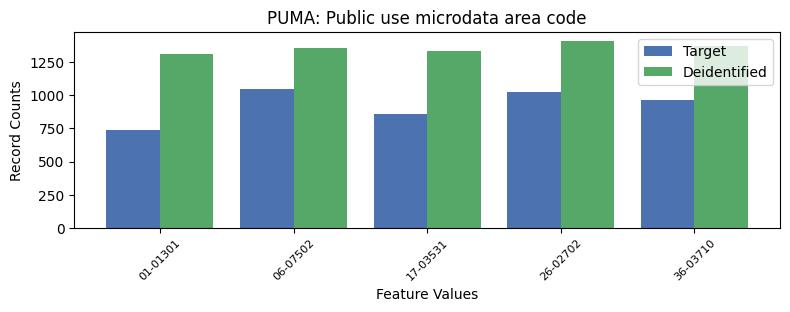 PUMA: Public use microdata area code
Record Counts
1250
1000
750
500
250
0
Target
Deidentified
01-01301
06-07502
17-03531
26-02702
36-03710
Feature Values